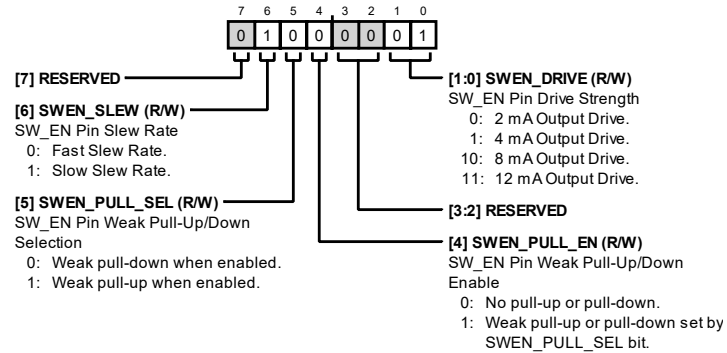 7 6 5 4 3 2 1 0
0 1 0 0 0 0 0 1
[7] RESERVED
[6] SWEN_SLEW (R/W)
SW_EN Pin Slew Rate
0: Fast Slew Rate.
1: Slow Slew Rate.
[5] SWEN_PULL_SEL (R/W)
SW_EN Pin Weak Pull-Up/Down
Selection
0: Weak pull-down when enabled.
1: Weak pull-up when enabled.
[1:0] SWEN_DRIVE (R/W)
SW_EN Pin Drive Strength
0: 2 mA Output Drive.
1: 4 mA Output Drive.
10: 8 mA Output Drive.
11: 12 mA Output Drive.
[3:2] RESERVED
[4] SWEN_PULL_EN (R/W)
SW_EN Pin Weak Pull-Up/Down
Enable
0: No pull-up or pull-down.
1: Weak pull-up or pull-down set by
SWEN_PULL_SEL bit.